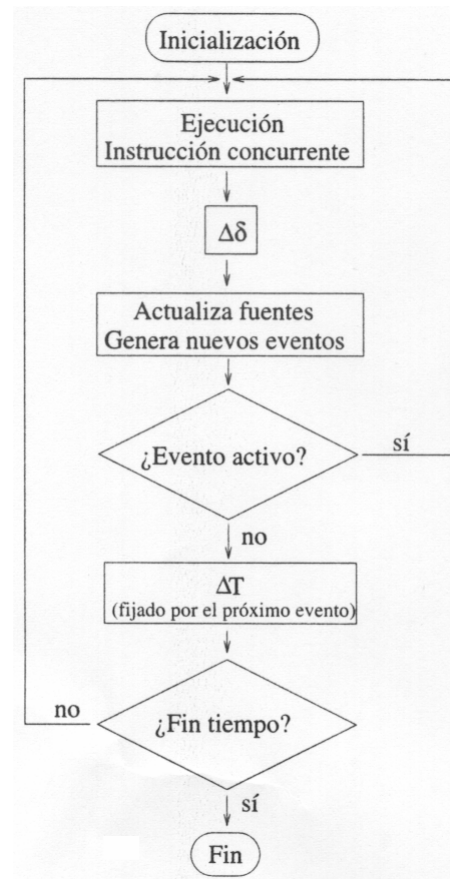 Inicialización
Ejecución
Instrucción concurrente
Δδ
Actualiza fuentes
Genera nuevos eventos
¿Evento activo?
sí
no
ΔT
(fijado por el próximo evento)
¿Fin tiempo?
no
sí
Fin